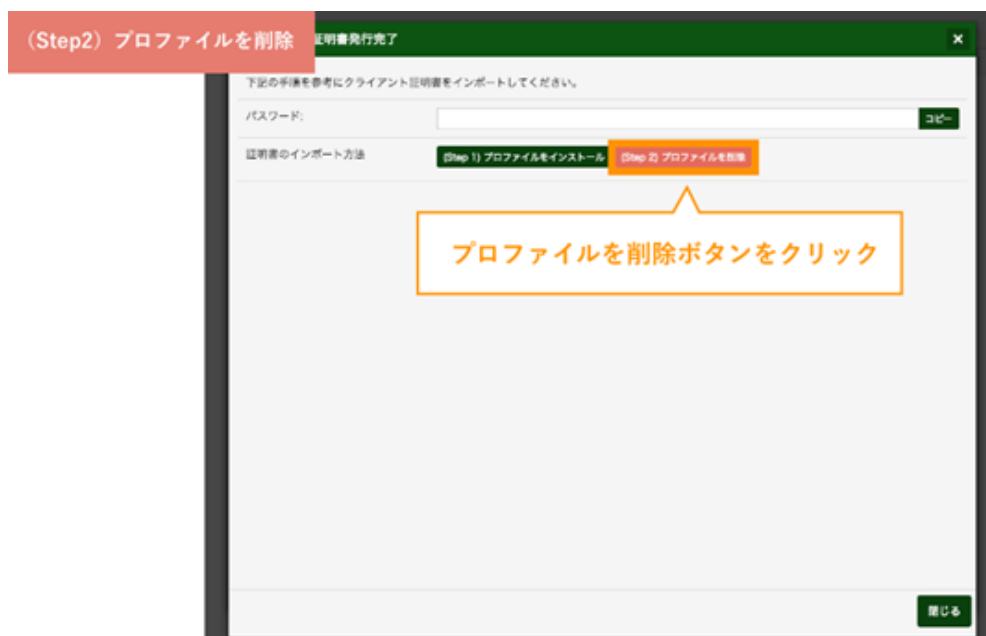 （Step2）プロファイルを削除
証明書発行完了
×
下記の手順を参考にクライアント証明書をインポートしてください。
パスワード:
コピー
証明書のインポート方法
(Step 1) プロファイルをインストール
(Step 2) プロファイルを削除
プロファイルを削除ボタンをクリック
閉じる